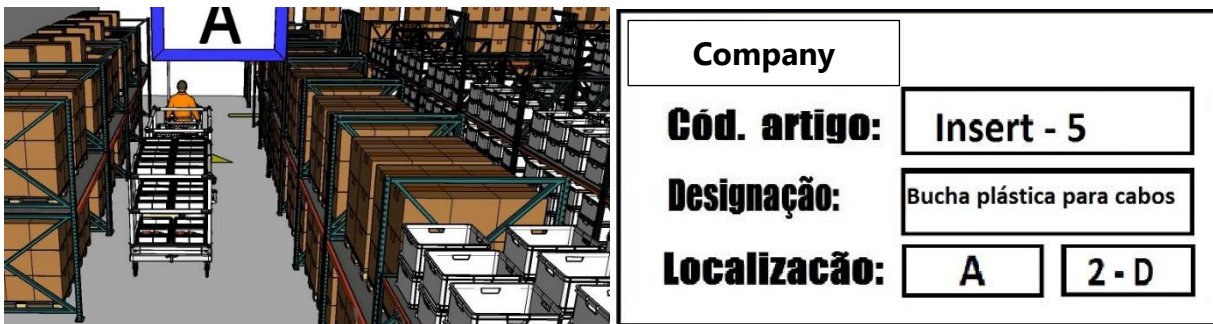 A
Company
Cód. artigo: Insert - 5
Designação: Bucha plástica para cabos
Localizacão: A 2 - D